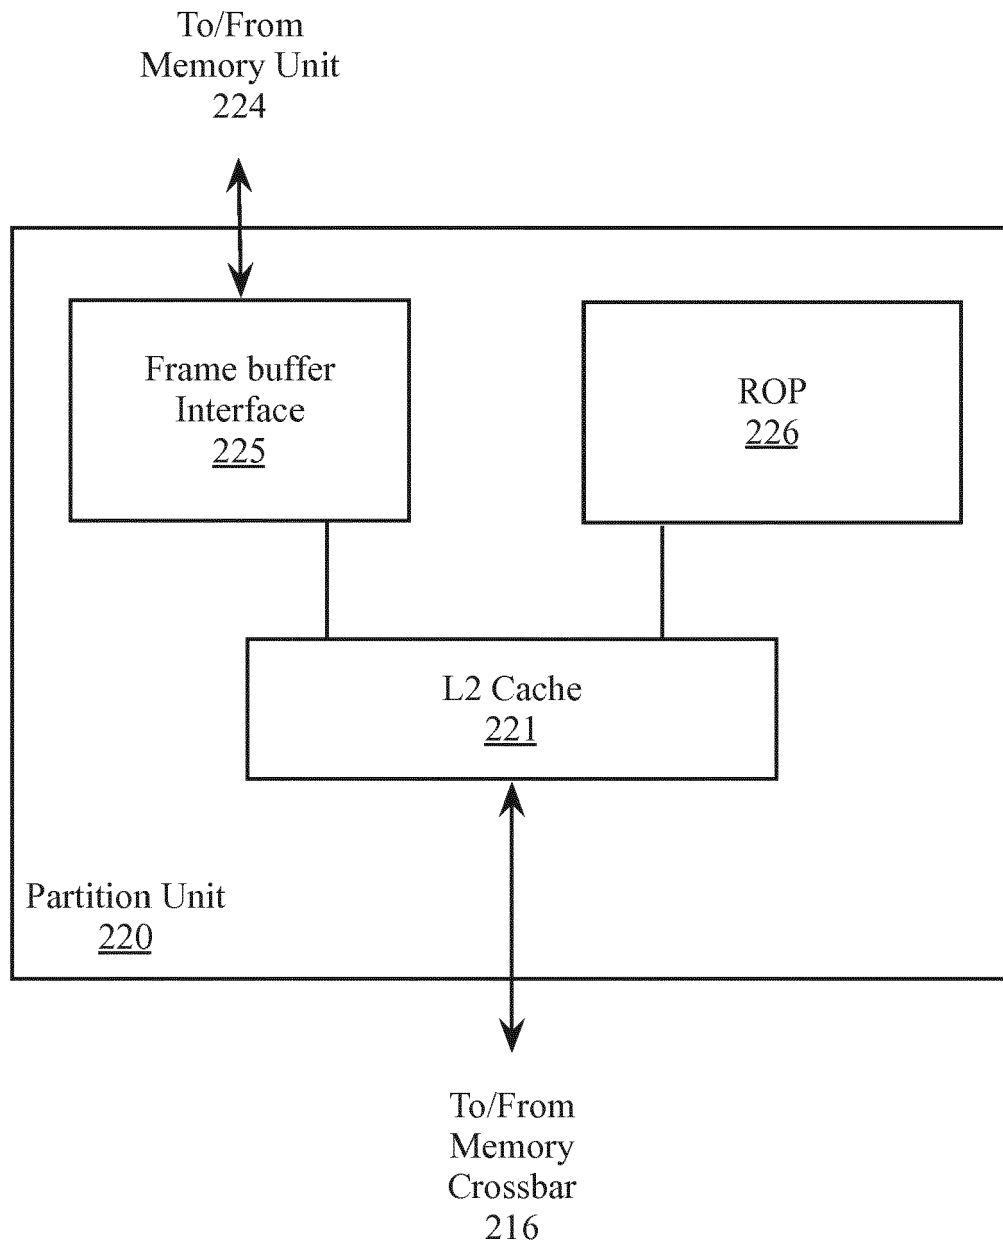 To/From
Memory Unit
224
Frame buffer
Interface
225
ROP
226
L2 Cache
221
Partition Unit
220
To/From
Memory
Crossbar
216